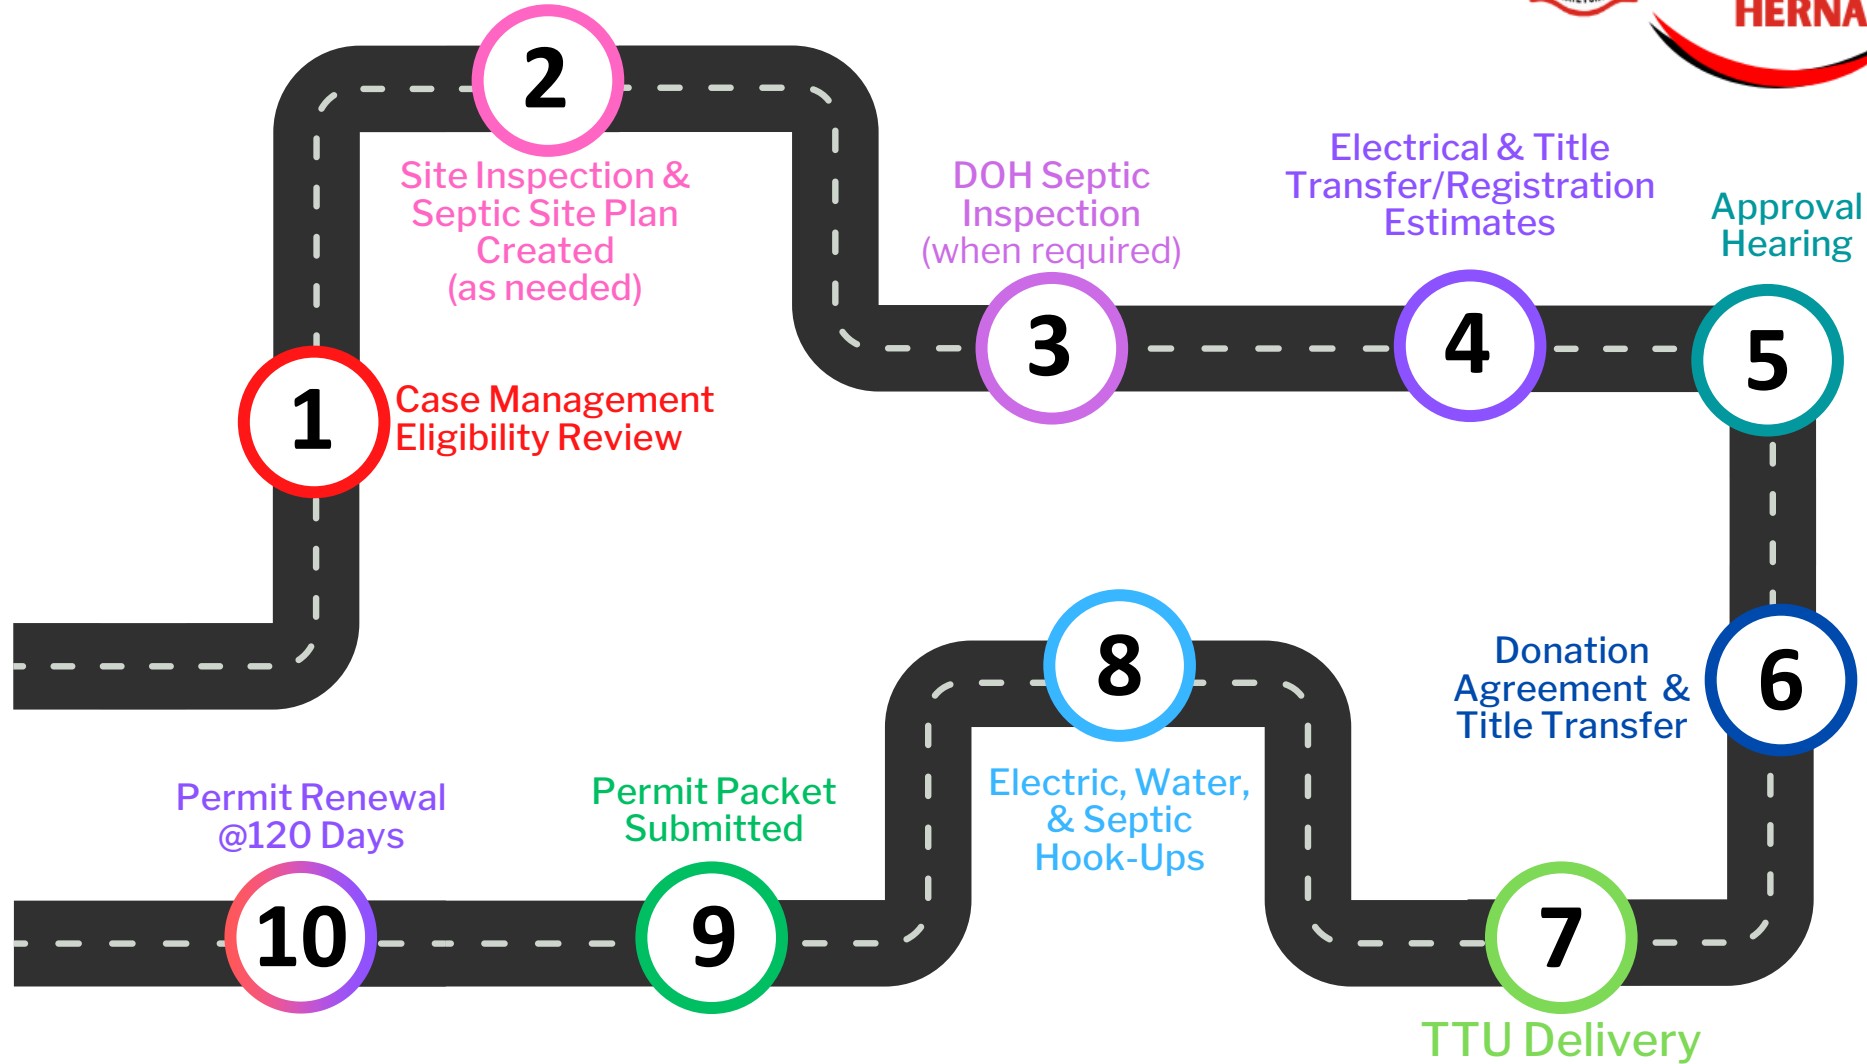 HERNA
1
Case Management
Eligibility Review
2
Site Inspection &
Septic Site Plan
Created
(as needed)
3
DOH Septic
Inspection
(when required)
4
Electrical & Title
Transfer/Registration
Estimates
5
Approval
Hearing
6
Donation
Agreement &
Title Transfer
7
TTU Delivery
8
Electric, Water,
& Septic
Hook-Ups
9
Permit Packet
Submitted
10
Permit Renewal
@120 Days